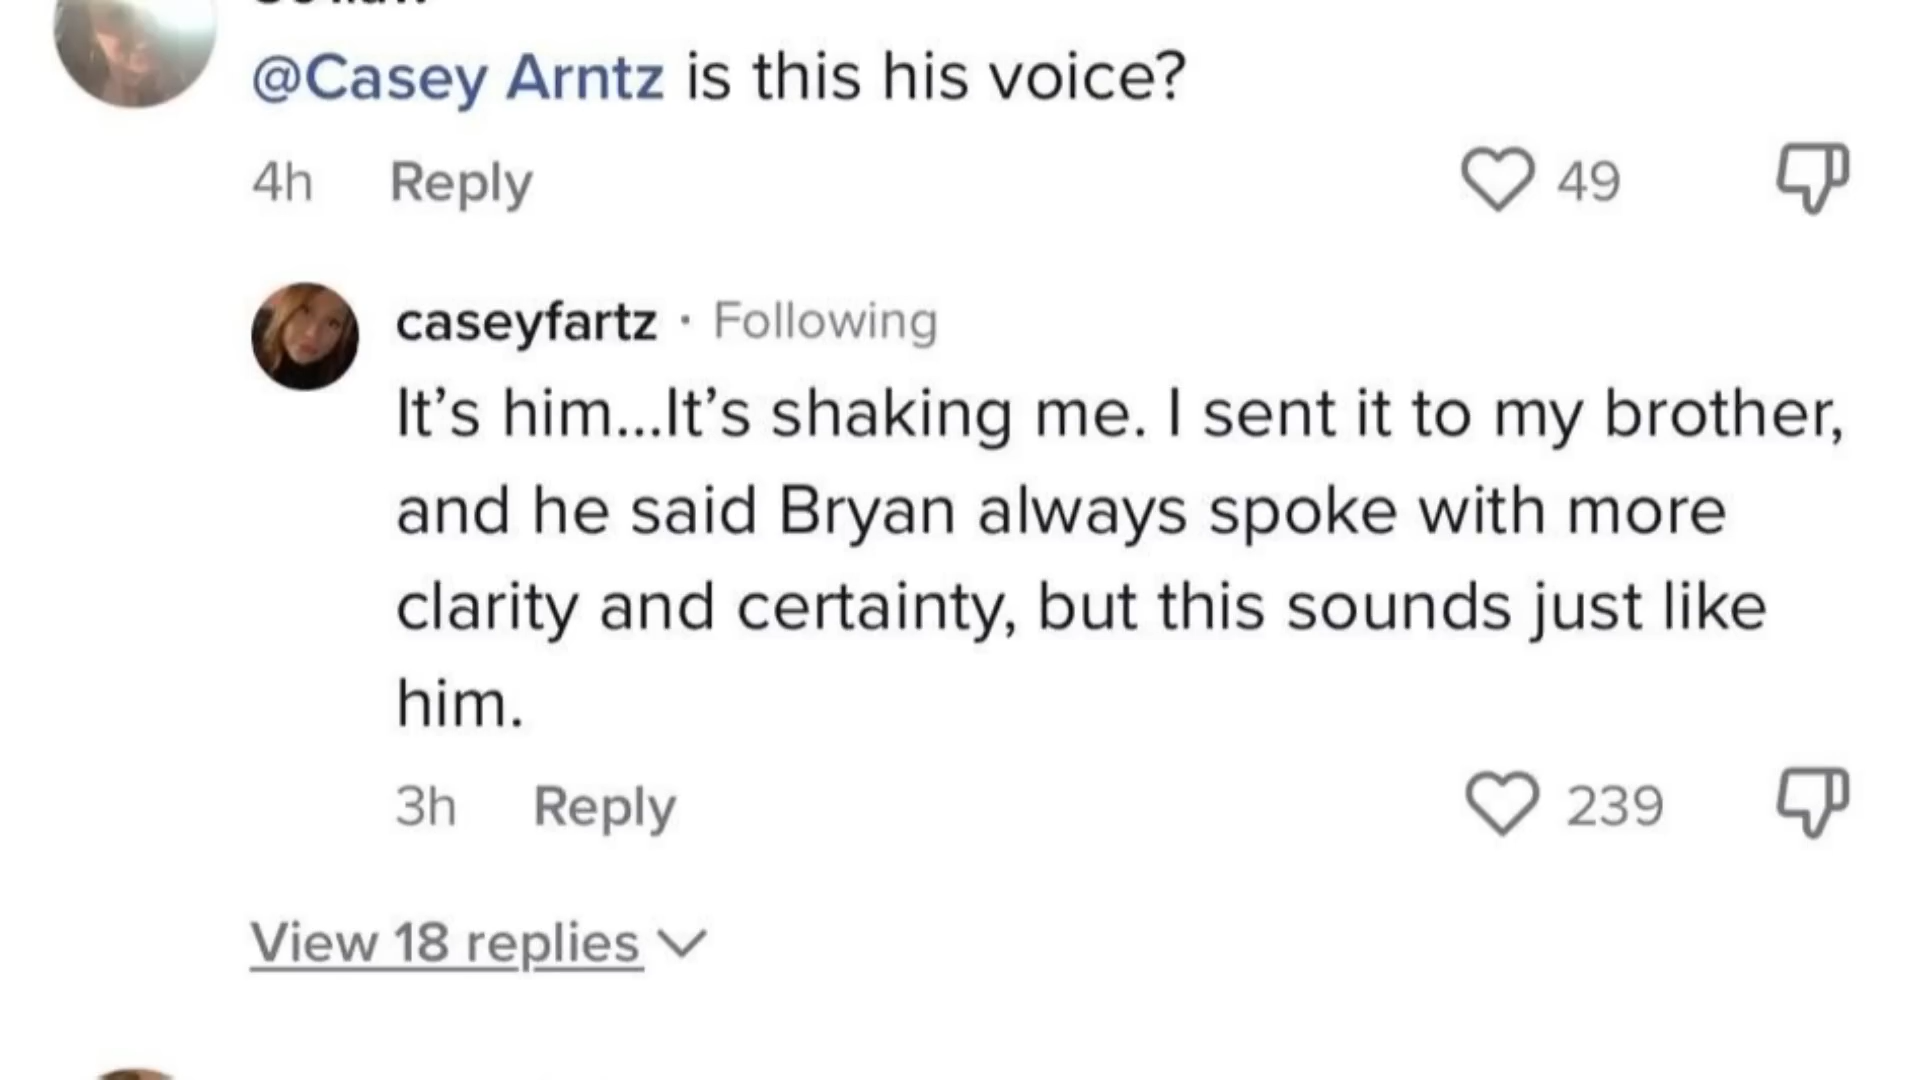 @Casey Arntz is this his voice?
4h Reply 49
caseyfartz · Following
It’s him...It’s shaking me. I sent it to my brother,
and he said Bryan always spoke with more
clarity and certainty, but this sounds just like
him.
3h Reply 239
View 18 replies